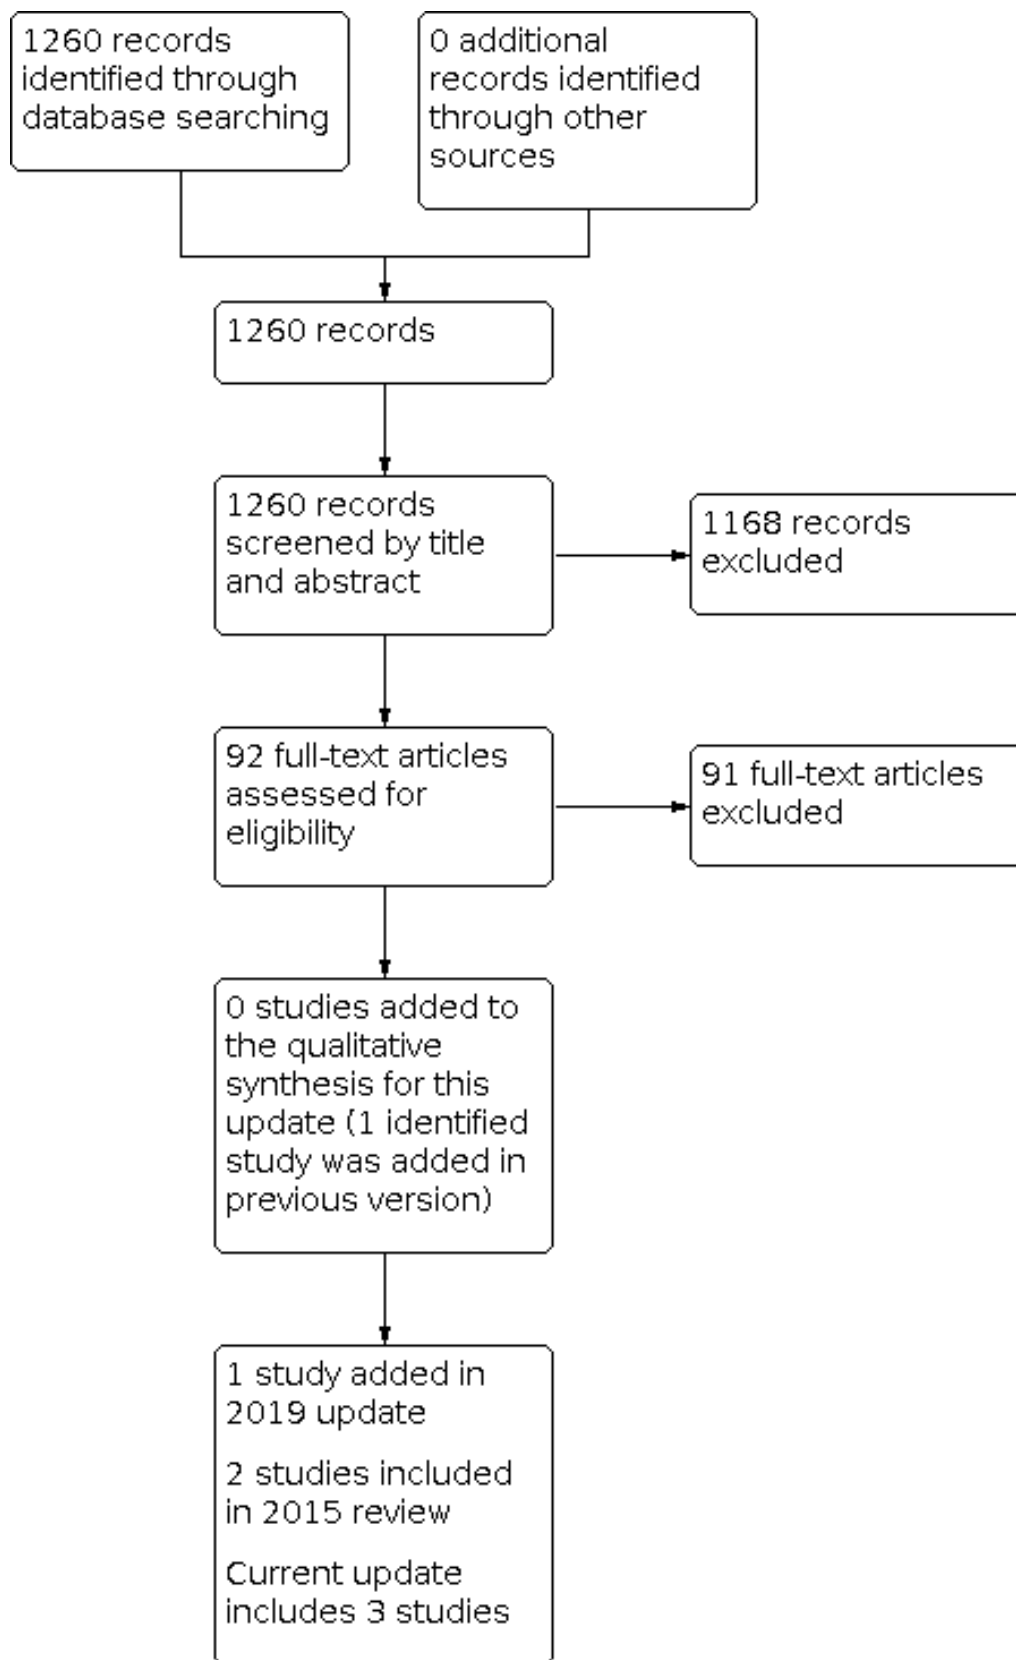 1260 records
identified through
database searching
0 additional
records identified
through other
sources
1260 records
1260 records
screened by title
and abstract
1168 records
excluded
92 full-text articles
assessed for
eligibility
91 full-text articles
excluded
0 studies added to
the qualitative
synthesis for this
update (1 identified
study was added in
previous version)
1 study added in
2019 update
2 studies included
in 2015 review
Current update
includes 3 studies